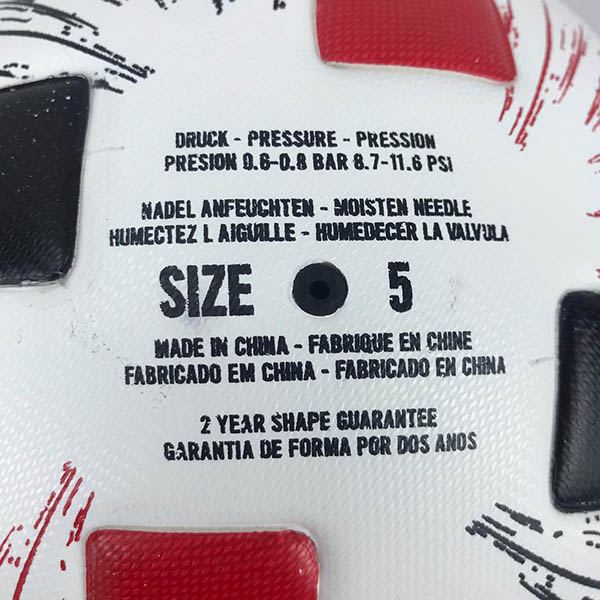 DRUCK - PRESSURE - PRESSION
PRESION 0.6-0.8 BAR 8.7-11.6 PSI
NADEL ANFEUCHTEN - MOISTEN NEEDLE
HUMECTEZ L AIGUILLE - HUMEDECER LA VALVULA
SIZE 5
MADE IN CHINA - FABRIQUE EN CHINE
FABRICADO EM CHINA - FABRICADO EN CHINA
2 YEAR SHAPE GUARANTEE
GARANTIA DE FORMA POR DOS ANOS